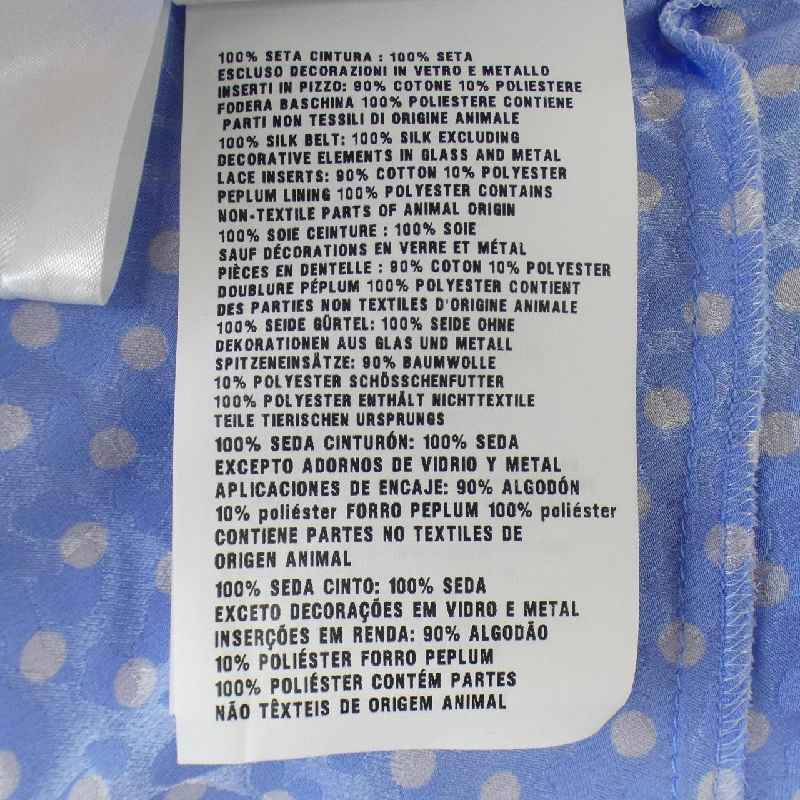 100% SETA CINTURA : 100% SETA
ESCLUSO DECORAZIONI IN VETRO E METALLO
INSERTI IN PIZZO: 90% COTONE 10% POLIESTERE
FODERA BASCHINA 100% POLIESTERE CONTIENE
PARTI NON TESSILI DI ORIGINE ANIMALE
100% SILK BELT: 100% SILK EXCLUDING
DECORATIVE ELEMENTS IN GLASS AND METAL
LACE INSERTS: 90% COTTON 10% POLYESTER
PEPLUM LINING 100% POLYESTER CONTAINS
NON-TEXTILE PARTS OF ANIMAL ORIGIN
100% SOIE CEINTURE : 100% SOIE
SAUF DÉCORATIONS EN VERRE ET MÉTAL
PIÈCES EN DENTELLE : 90% COTON 10% POLYESTER
DOUBLURE PÉPLUM 100% POLYESTER CONTIENT
DES PARTIES NON TEXTILES D'ORIGINE ANIMALE
100% SEIDE GÜRTEL: 100% SEIDE OHNE
DEKORATIONEN AUS GLAS UND METALL
SPITZENEINSÄTZE: 90% BAUMWOLLE
10% POLYESTER SCHÖSSCHENFUTTER
100% POLYESTER ENTHÄLT NICHTTEXTILE
TEILE TIERISCHEN URSPRUNGS
100% SEDA CINTURÓN: 100% SEDA
EXCEPTO ADORNOS DE VIDRIO Y METAL
APLICACIONES DE ENCAJE: 90% ALGODÓN
10% poliéster FORRO PEPLUM 100% poliéster
CONTIENE PARTES NO TEXTILES DE
ORIGEN ANIMAL
100% SEDA CINTO: 100% SEDA
EXCETO DECORAÇÕES EM VIDRO E METAL
INSERÇÕES EM RENDA: 90% ALGODÃO
10% POLIÉSTER FORRO PEPLUM
100% POLIÉSTER CONTÉM PARTES
NÃO TÊXTEIS DE ORIGEM ANIMAL